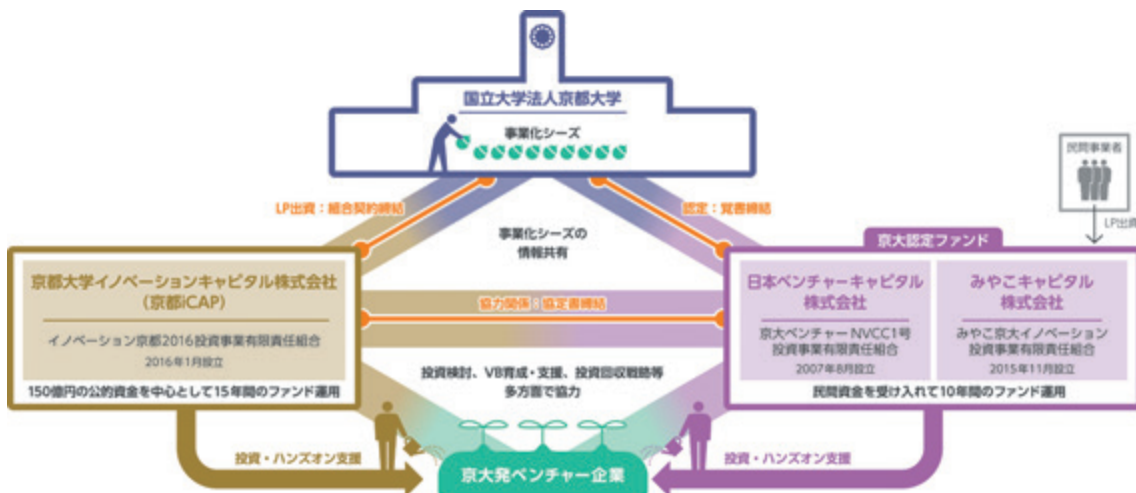 国立大学法人京都大学
事業化シーズ
民間事業者
LP出資
LP出資:組合契約締結
認定:覚書締結
事業化シーズの
情報共有
京大認定ファンド
京都大学イノベーションキャピタル株式会社
(京都iCAP)
イノベーション京都2016投資事業有限責任組合
2016年1月設立
150億円の公的資金を中心として15年間のファンド運用
協力関係:協定書締結
日本ベンチャーキャピタル
株式会社
京大ベンチャーNVCC1号
投資事業有限責任組合
2007年8月設立
みやこキャピタル
株式会社
みやこ京大イノベーション
投資事業有限責任組合
2015年11月設立
民間資金を受け入れて10年間のファンド運用
投資検討、VB育成・支援、投資回収戦略等
多方面で協力
投資・ハンズオン支援
京大発ベンチャー企業
投資・ハンズオン支援